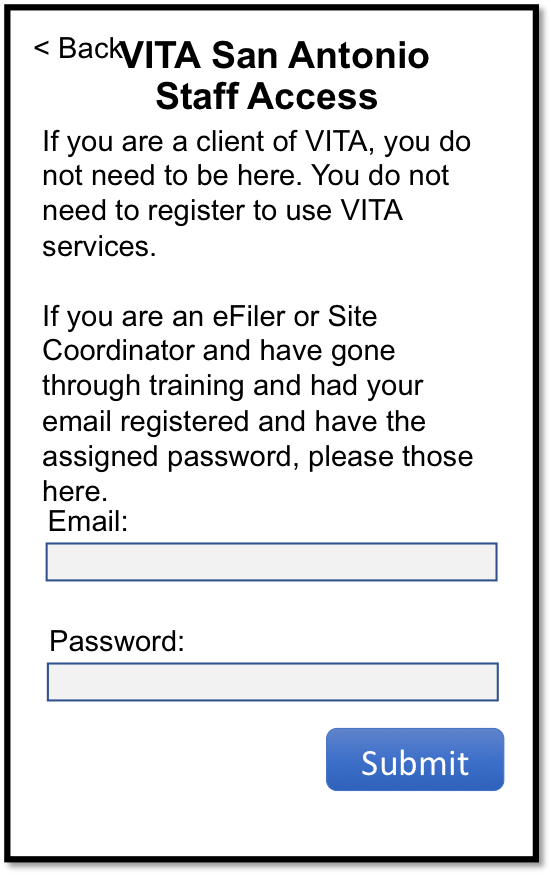 < Back
VITA San Antonio
Staff Access
If you are a client of VITA, you do
not need to be here. You do not
need to register to use VITA
services.
If you are an eFiler or Site
Coordinator and have gone
through training and had your
email registered and have the
assigned password, please those
here.
Email:
Password:
Submit